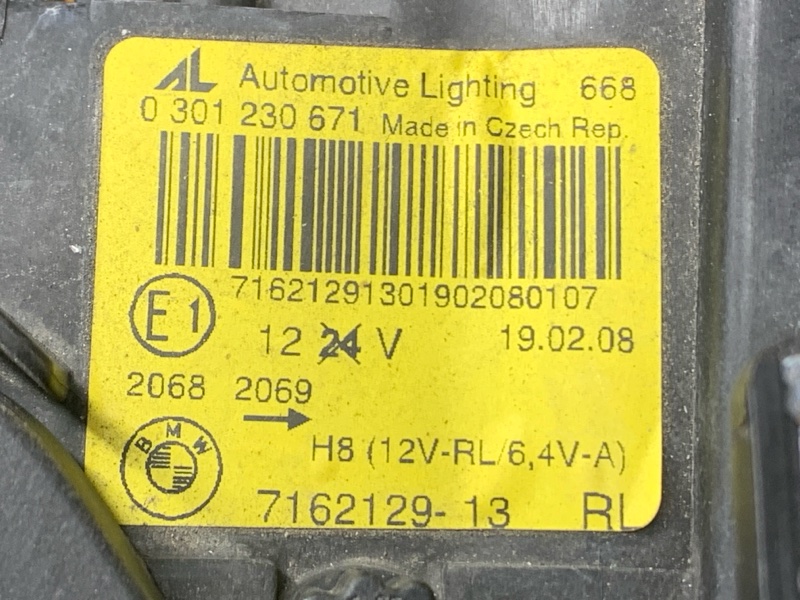 AL Automotive Lighting 668
0 301 230 671 Made in Czech Rep.
71621291301902080107
E1
12 24 V 19.02.08
2068 2069
BMW
H8 (12V-RL/6,4V-A)
7162129-13 RL